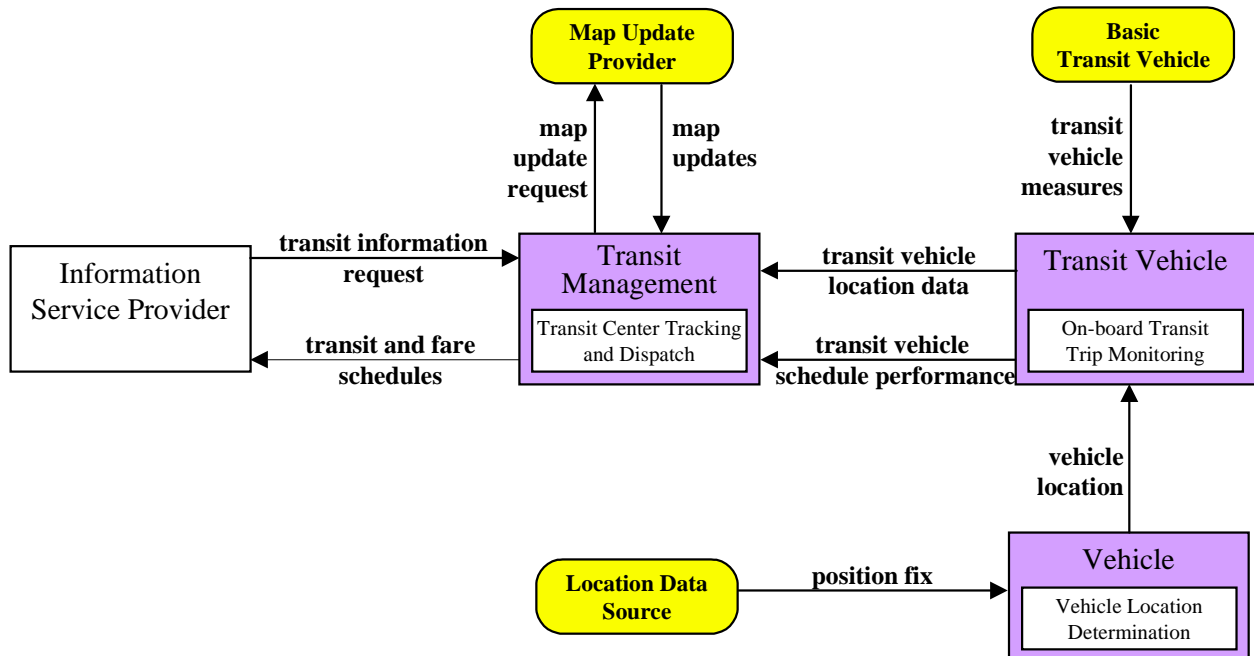 Map Update
Provider
Basic
Transit Vehicle
map
update
request
map
updates
transit
vehicle
measures
Information
Service Provider
transit information
request
transit and fare
schedules
Transit
Management
Transit Center Tracking
and Dispatch
transit vehicle
location data
transit vehicle
schedule performance
Transit Vehicle
On-board Transit
Trip Monitoring
vehicle
location
Location Data
Source
position fix
Vehicle
Vehicle Location
Determination